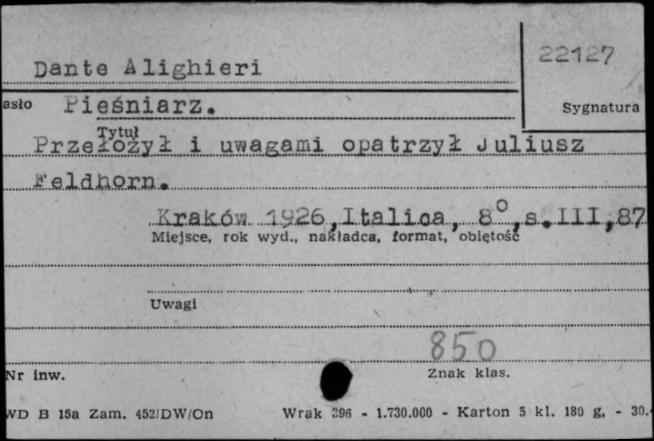 22127
Dante Alighieri
asło Pieśniarz.
Sygnatura
Tytuł
Przełożył i uwagami opatrzył Juliusz
Feldhorn.
Kraków 1926, Italica, 8°, s. III, 87
Miejsce, rok wyd., nakładca, format, obiętość
Uwagi
850
Nr inw.
Znak klas.
WD B 15a Zam. 452/DW/On Wrak 396 - 1.730.000 - Karton 5 kl. 180 g, - 30.